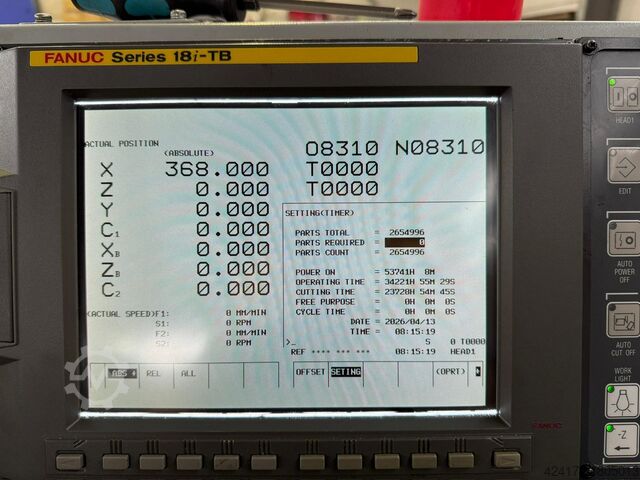 FANUC Series 18i-TB
ACTUAL POSITION
(ABSOLUTE)
O8310 N08310
X 368.000 T0000
Z 0.000 T0000
Y 0.000
C1 0.000
XB 0.000
ZB 0.000
C2 0.000
(ACTUAL SPEED)F1: 0 MM/MIN
S1: 0 RPM
F2: 0 MM/MIN
S2: 0 RPM
SETTING(TIMER)
PARTS TOTAL = 2654996
PARTS REQUIRED = 0
PARTS COUNT = 2654996
POWER ON = 53741H 8M
OPERATING TIME = 34221H 55M 29S
CUTTING TIME = 23728H 54M 45S
FREE PURPOSE = 0H 0M 0S
CYCLE TIME = 0H 0M 0S
DATE = 2026/04/13
TIME = 08:15:19
>_ S 0 T0000
REF **** *** *** 08:15:19 HEAD1
ABS REL ALL
OFFSET SETING (OPRT)
FANUC
HEAD1
EDIT
AUTO
POWER
OFF
AUTO
CUT OFF
WORK
LIGHT
-Z